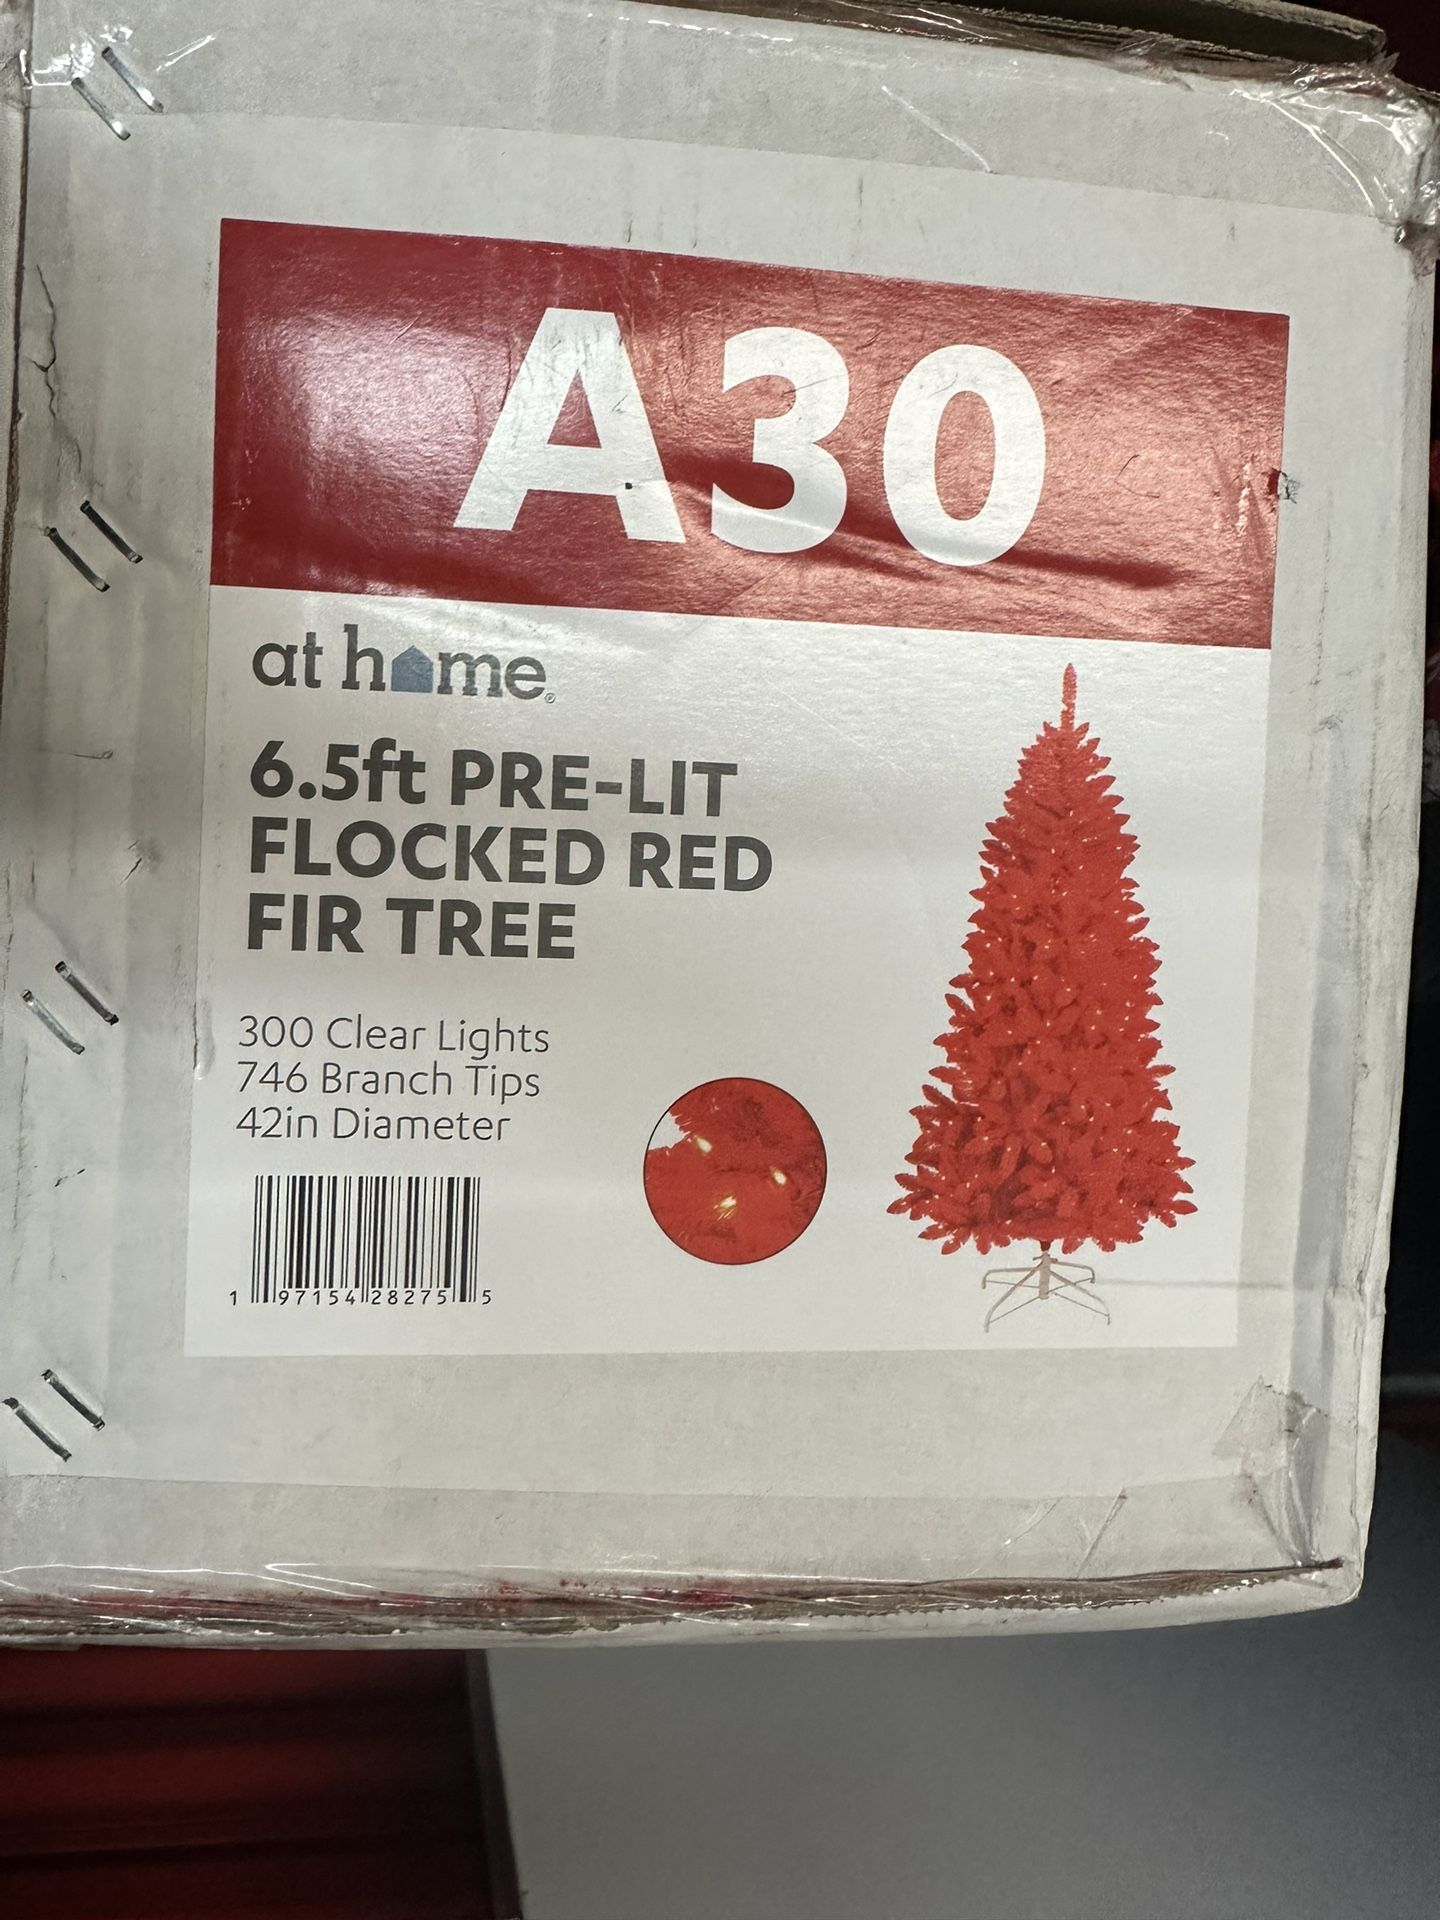 A30
at home®
6.5ft PRE-LIT
FLOCKED RED
FIR TREE
300 Clear Lights
746 Branch Tips
42in Diameter
1 97154 28275 5